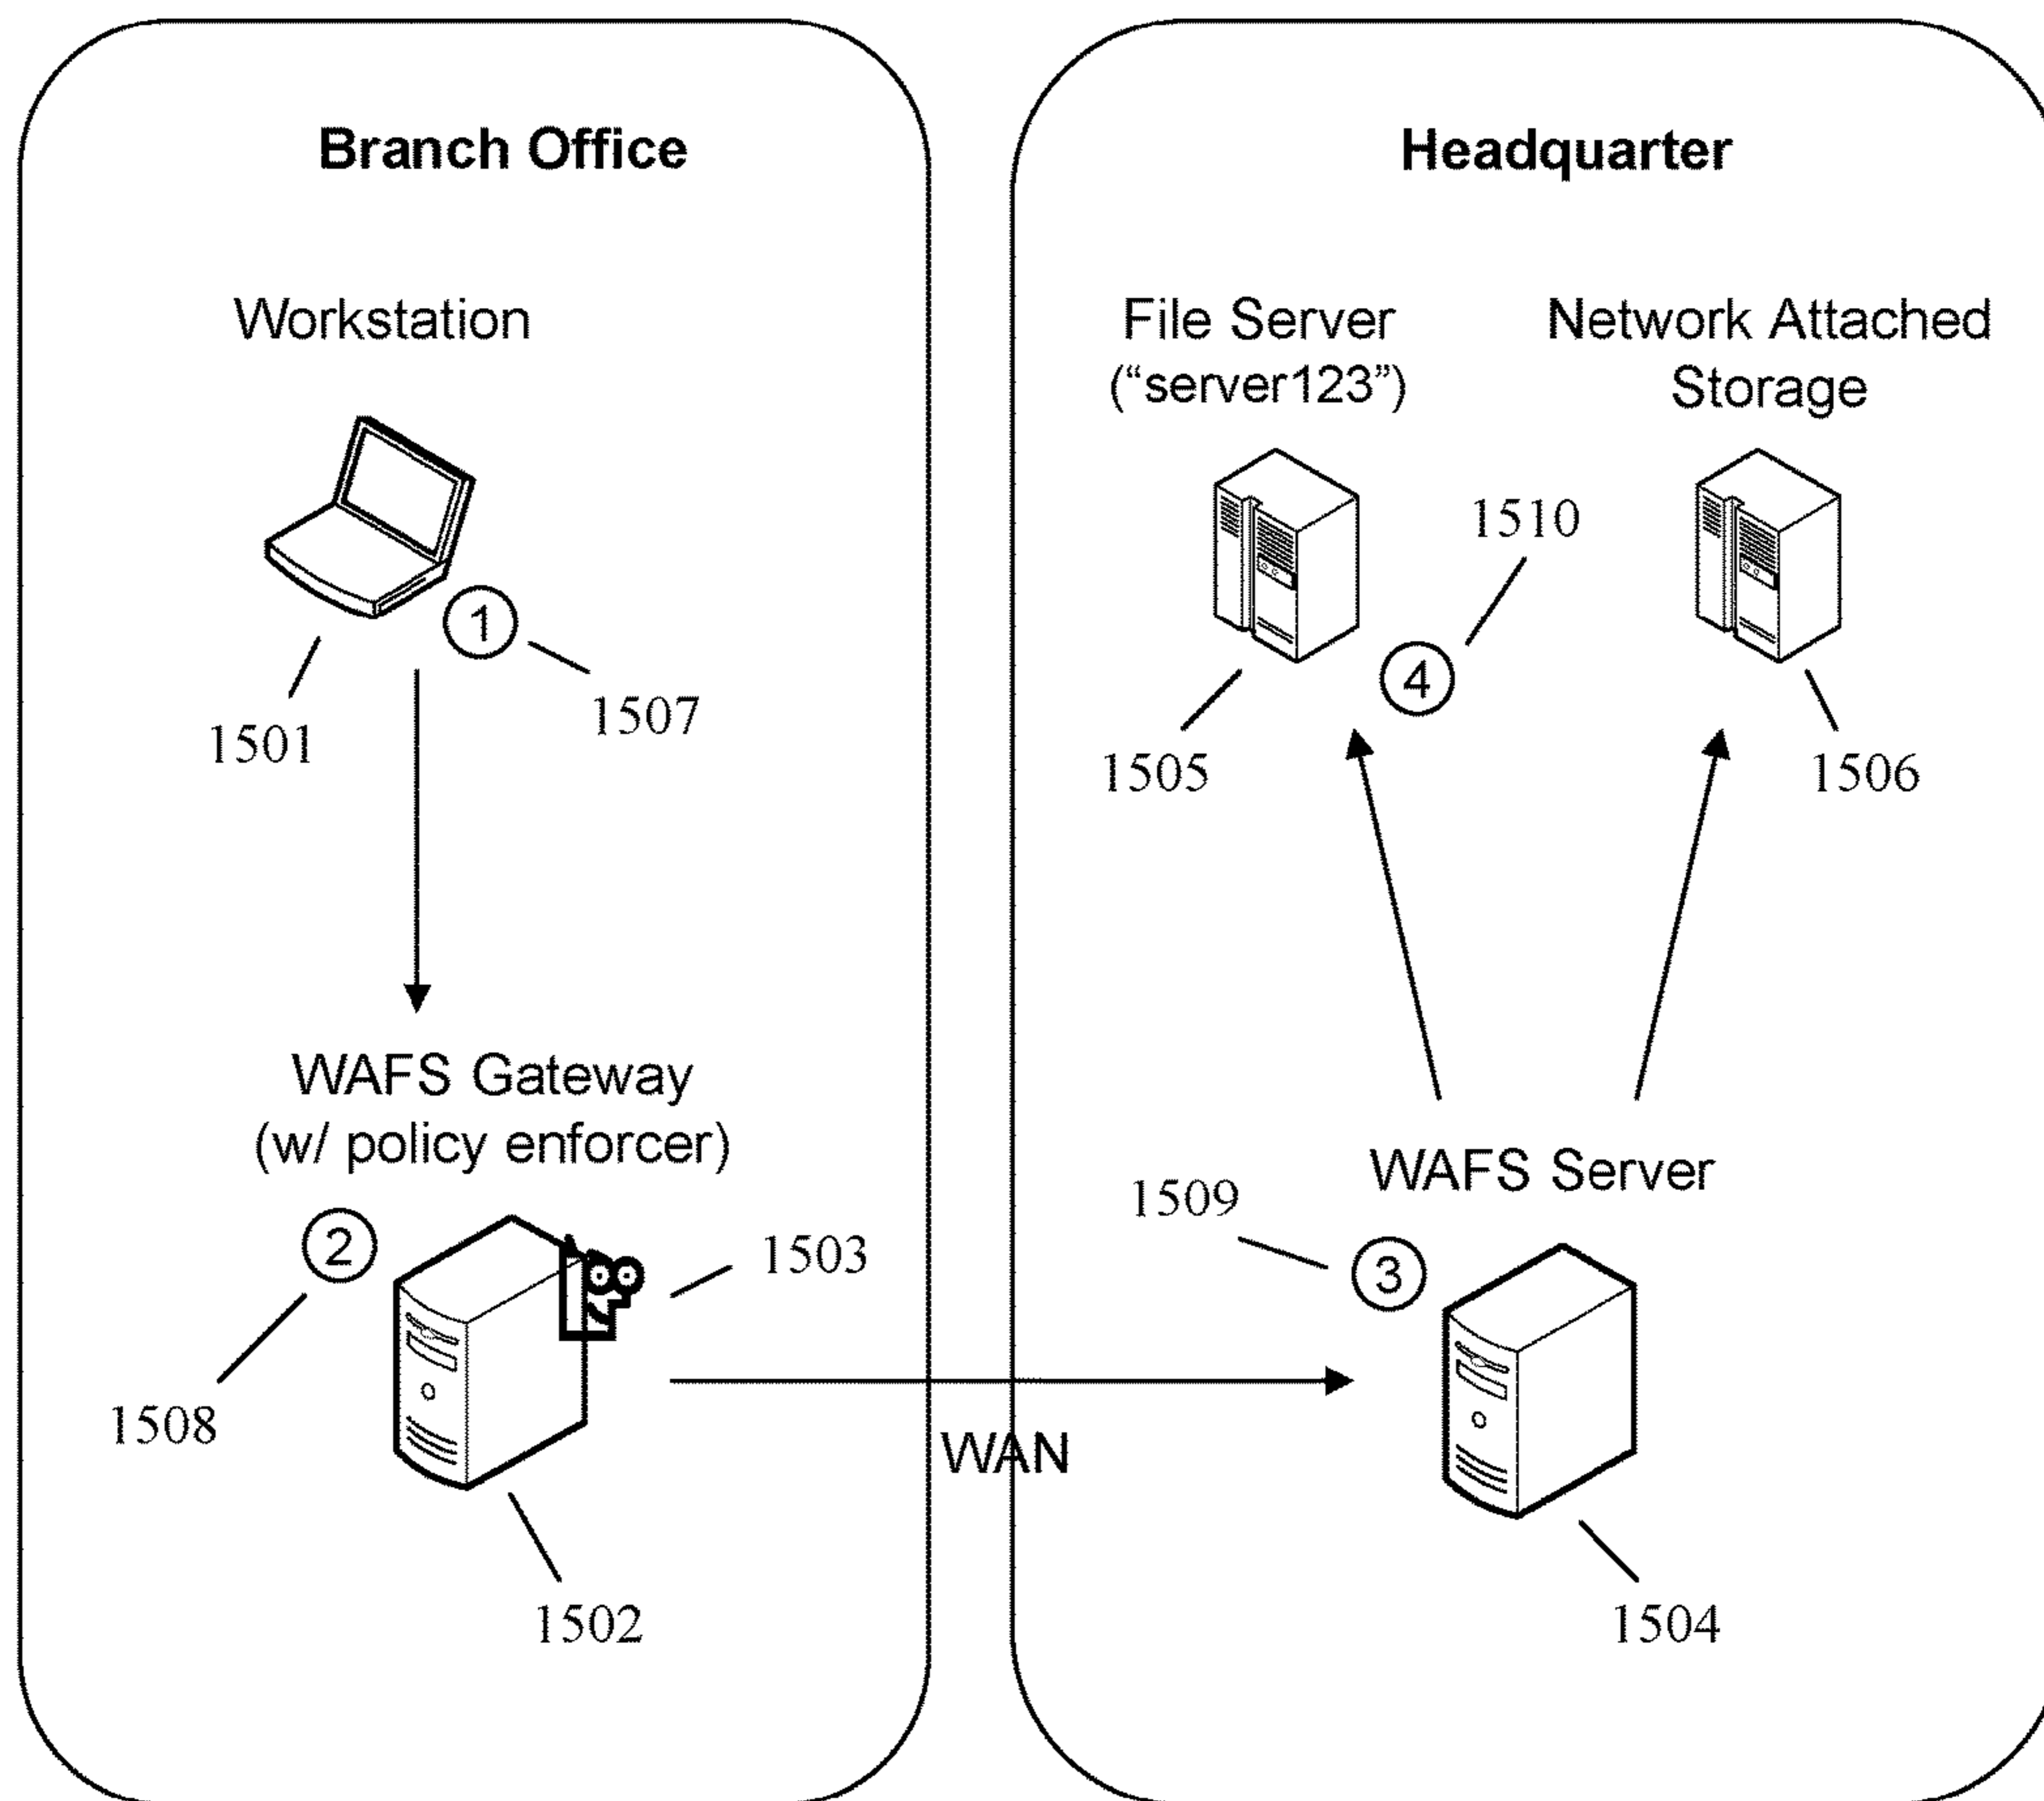 Branch Office
Headquarter
Workstation
File Server
("server123")
Network Attached
Storage
1510
1
1507
1501
4
1505
1506
WAFS Gateway
(w/ policy enforcer)
WAFS Server
1509
2
1503
3
1508
WAN
1502
1504